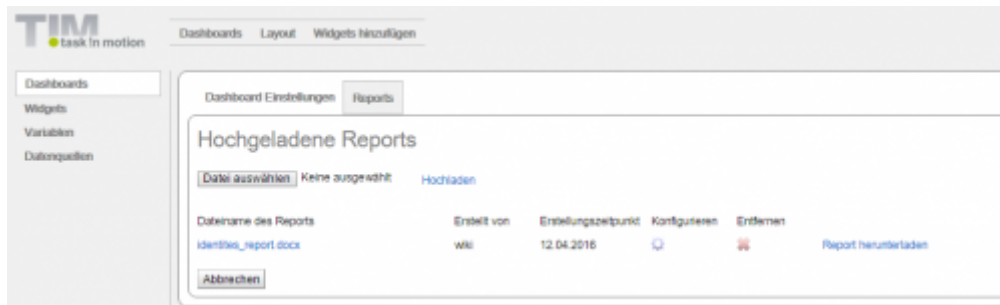 TIM
task in motion
Dashboards Layout Widgets hinzufügen
Dashboards
Widgets
Variablen
Datenquellen
Dashboard Einstellungen Reports
Hochgeladene Reports
Datei auswählen Keine ausgewählt Hochladen
Dateiname des Reports Erstellt von Erstellungszeitpunkt Konfigurieren Entfernen
identites_report.docx wiki 12.04.2016 Report herunterladen
Abbrechen